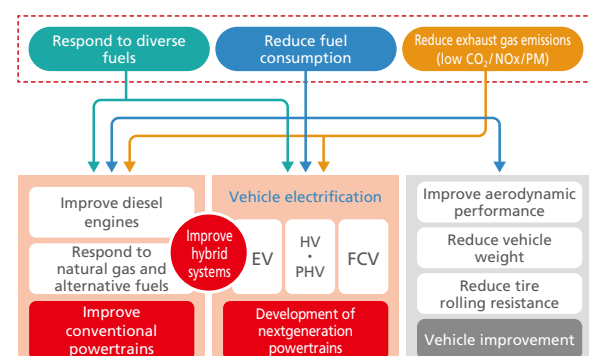 Respond to diverse
fuels
Reduce fuel
consumption
Reduce exhaust gas emissions
(low CO₂/NOx/PM)
Improve diesel
engines
Respond to
natural gas and
alternative fuels
Improve
conventional
powertrains
Improve
hybrid
systems
Vehicle electrification
EV
HV
・
PHV
FCV
Development of
nextgeneration
powertrains
Improve aerodynamic
performance
Reduce vehicle
weight
Reduce tire
rolling resistance
Vehicle improvement